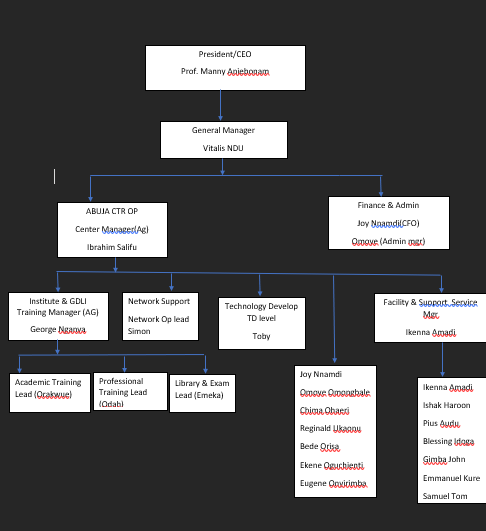 President/CEO
Prof. Manny Aniebonam
General Manager
Vitalis NDU
ABUJA CTR OP
Center Manager(Ag)
Ibrahim Salifu
Finance & Admin
Joy Nnamdi(CFO)
Omoye (Admin mgr)
Institute & GDLI
Training Manager (AG)
George Nganya
Network Support
Network Op lead
Simon
Technology Develop
TD level
Toby
Facility & Support Service
Mgr.
Ikenna Amadi
Academic Training
Lead (Orakwue)
Professional
Training Lead
(Odah)
Library & Exam
Lead (Emeka)
Joy Nnamdi
Omoye Omongbale
Chima Ohaeri
Reginald Ukannu
Bede Orisa
Ekene Oguchienti
Eugene Onyirimba
Ikenna Amadi
Ishak Haroon
Pius Audu
Blessing Idoga
Gimba John
Emmanuel Kure
Samuel Tom